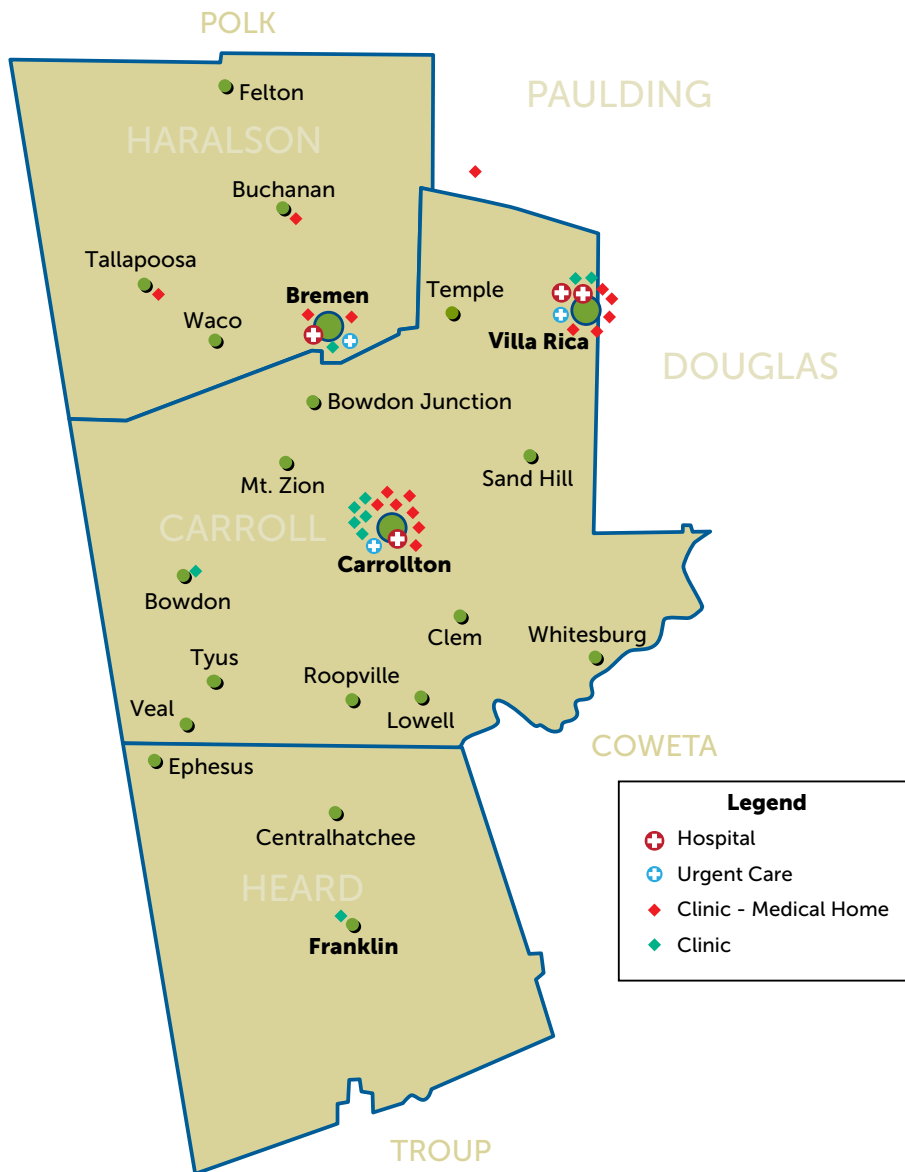 POLK
Felton
PAULDING
HARALSON
Buchanan
Tallapoosa
Bremen
Temple
Waco
Villa Rica
DOUGLAS
Bowdon Junction
Mt. Zion
Sand Hill
CARROLL
Carrollton
Bowdon
Clem
Whitesburg
Tyus
Roopville
Veal
Lowell
COWETA
Ephesus
Legend
Centralhatchee
Hospital
Urgent Care
HEARD
Clinic - Medical Home
Franklin
Clinic
TROUP